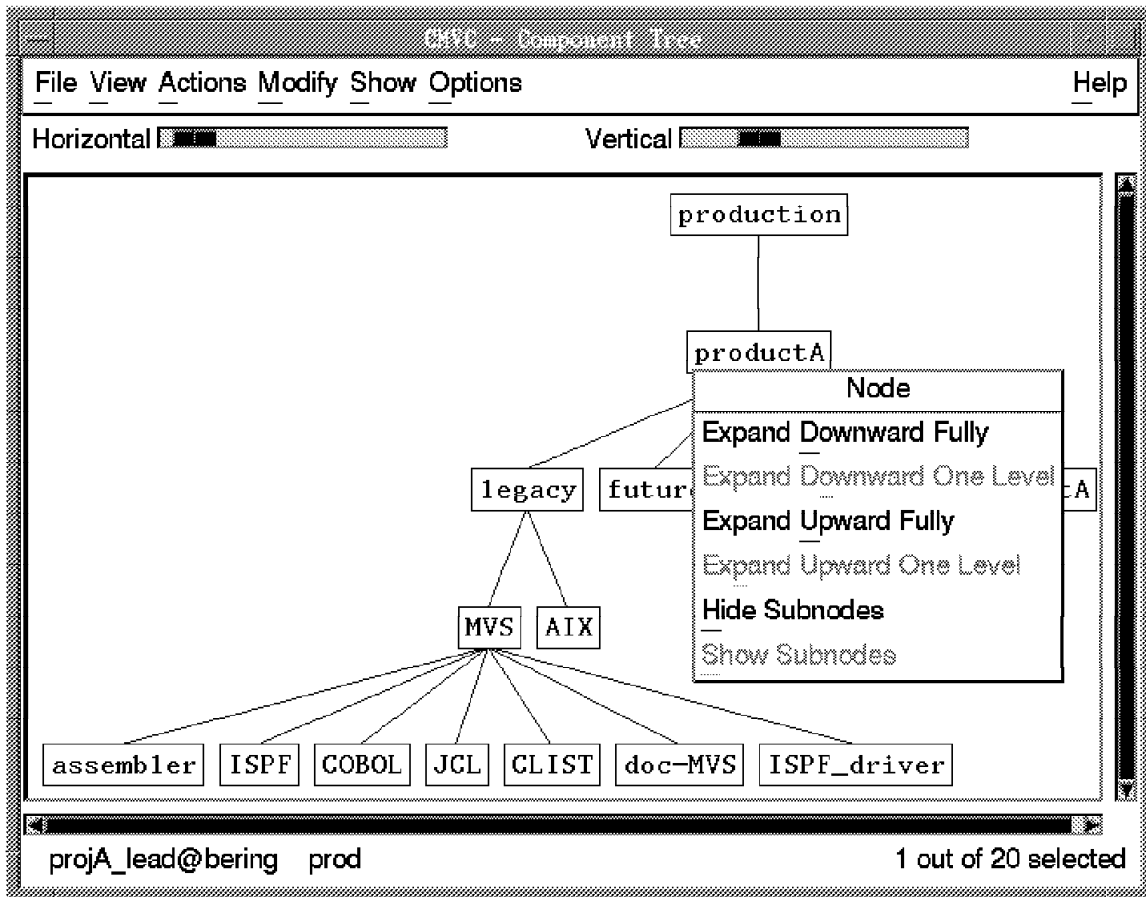 CMVC - Component Tree
File View Actions Modify Show Options Help
Horizontal Vertical
production
productA
Node
Expand Downward Fully
Expand Downward One Level
Expand Upward Fully
Expand Upward One Level
Hide Subnodes
Show Subnodes
legacy
MVS AIX
assembler ISPF COBOL JCL CLIST doc-MVS ISPF_driver
projA_lead@bering prod 1 out of 20 selected